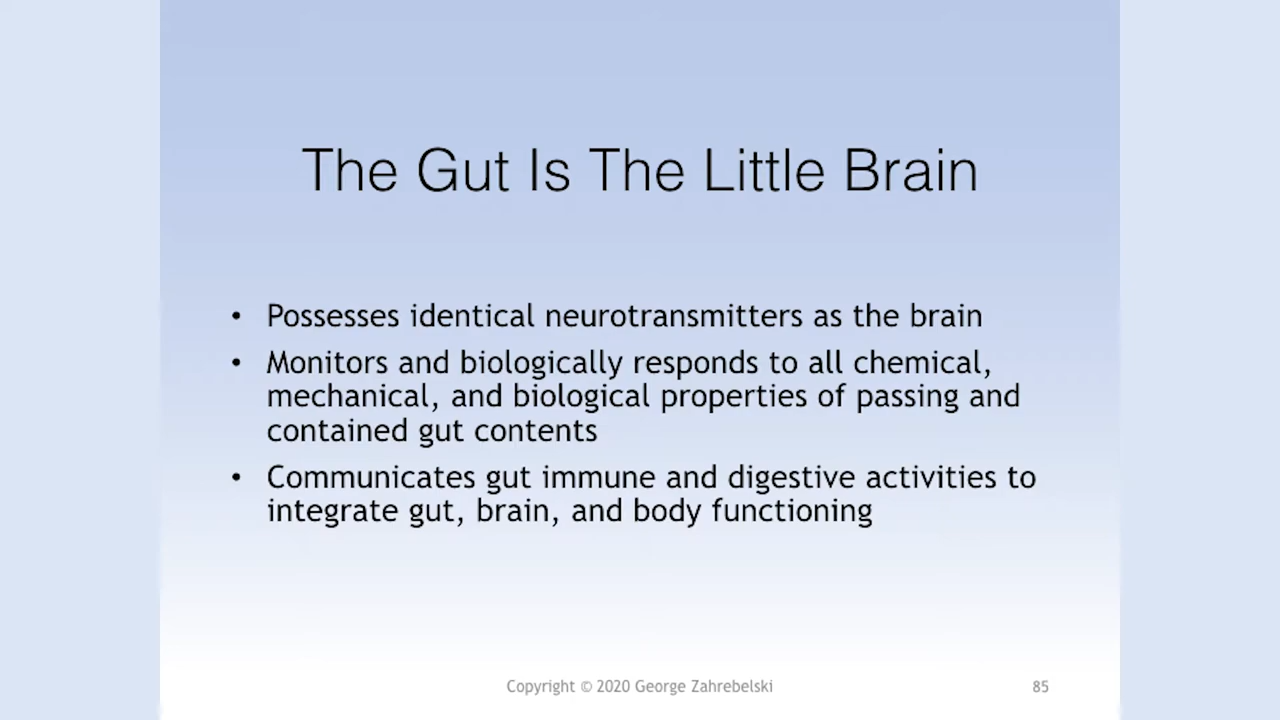 The Gut Is The Little Brain
• Possesses identical neurotransmitters as the brain
• Monitors and biologically responds to all chemical,
mechanical, and biological properties of passing and
contained gut contents
• Communicates gut immune and digestive activities to
integrate gut, brain, and body functioning
Copyright © 2020 George Zahrebelski
85